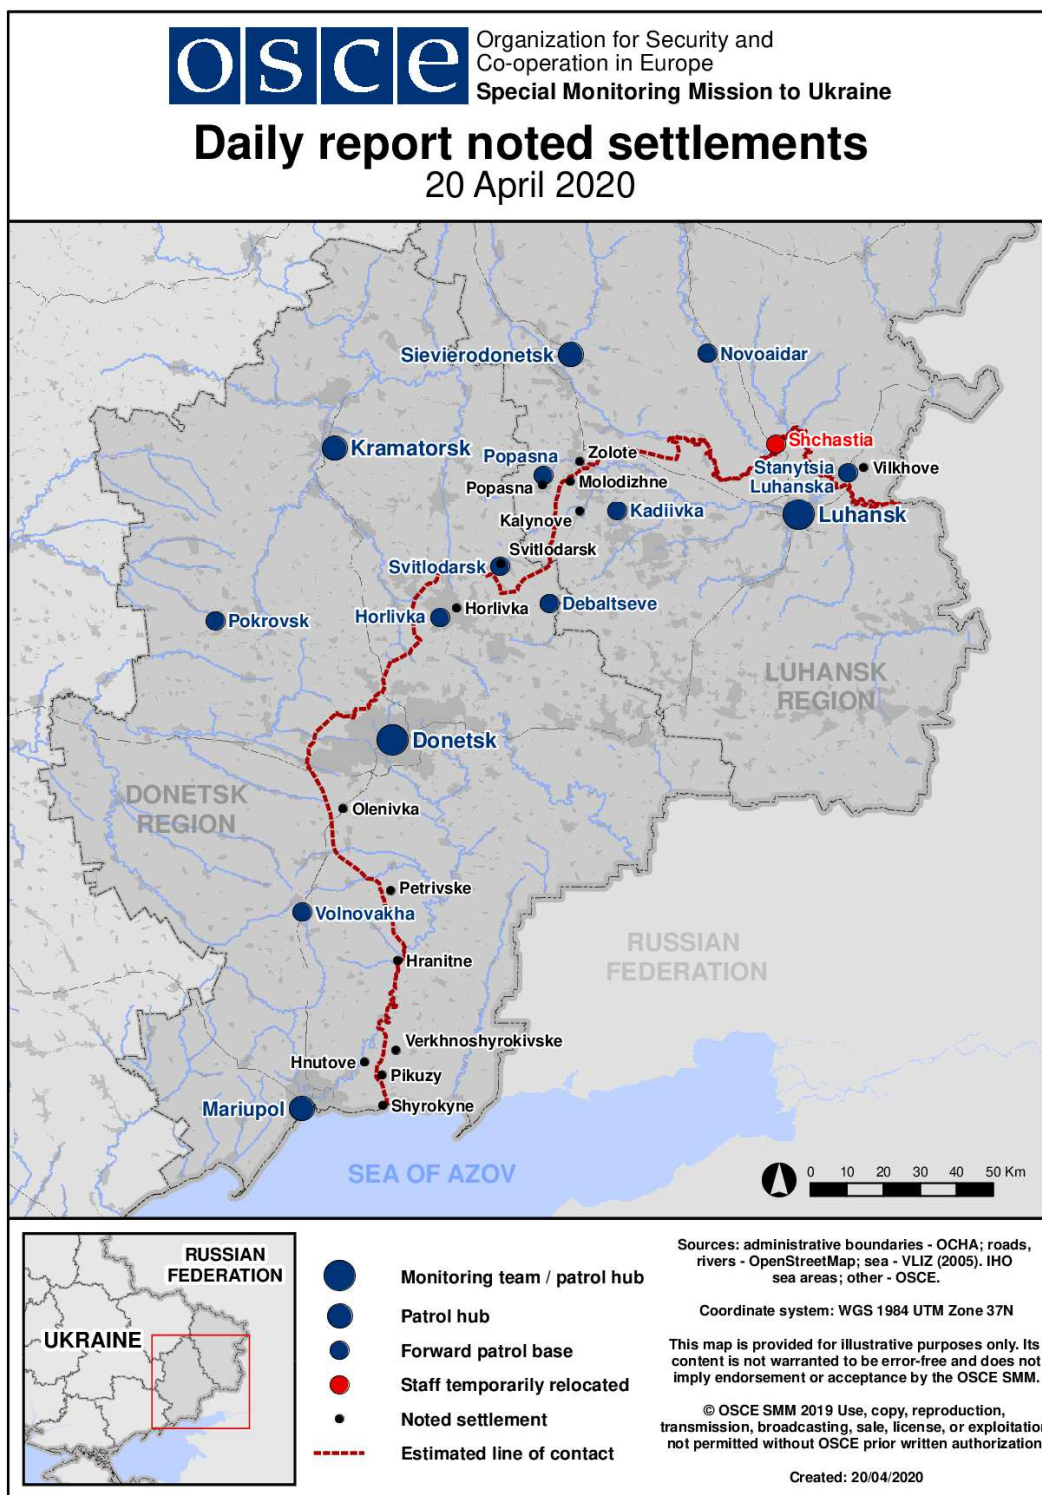 osce
Organization for Security and
Co-operation in Europe
Special Monitoring Mission to Ukraine
Daily report noted settlements
20 April 2020
Sievierodonetsk
Novoaidar
Shchastia
Kramatorsk
Popasna
Zolote
Stanytsia
Luhanska
Vilkhove
Popasna
Molodizhne
Kalynove
Kadiivka
Luhansk
Svitlodarsk
Svitlodarsk
Debaltseve
Horlivka
Horlivka
Pokrovsk
LUHANSK
REGION
Donetsk
DONETSK
REGION
Olenivka
Petrivske
Volnovakha
RUSSIAN
FEDERATION
Hranitne
Verkhnoshyrokivske
Hnutove
Pikuzy
Mariupol
Shyrokyne
SEA OF AZOV
0 10 20 30 40 50 Km
RUSSIAN
FEDERATION
UKRAINE
Monitoring team / patrol hub
Patrol hub
Forward patrol base
Staff temporarily relocated
Noted settlement
Estimated line of contact
Sources: administrative boundaries - OCHA; roads,
rivers - OpenStreetMap; sea - VLIZ (2005). IHO
sea areas; other - OSCE.
Coordinate system: WGS 1984 UTM Zone 37N
This map is provided for illustrative purposes only. Its
content is not warranted to be error-free and does not
imply endorsement or acceptance by the OSCE SMM.
© OSCE SMM 2019 Use, copy, reproduction,
transmission, broadcasting, sale, license, or exploitation
not permitted without OSCE prior written authorization
Created: 20/04/2020